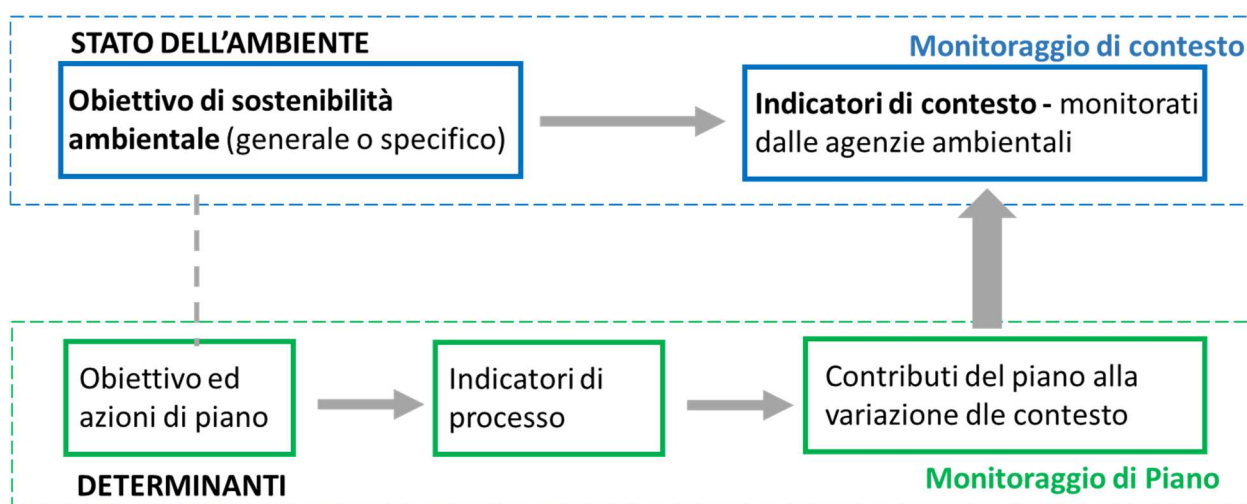 STATO DELL'AMBIENTE
Monitoraggio di contesto
Obiettivo di sostenibilità
ambientale (generale o specifico)
Indicatori di contesto - monitorati
dalle agenzie ambientali
Obiettivo ed
azioni di piano
Indicatori di
processo
Contributi del piano alla
variazione dle contesto
DETERMINANTI
Monitoraggio di Piano